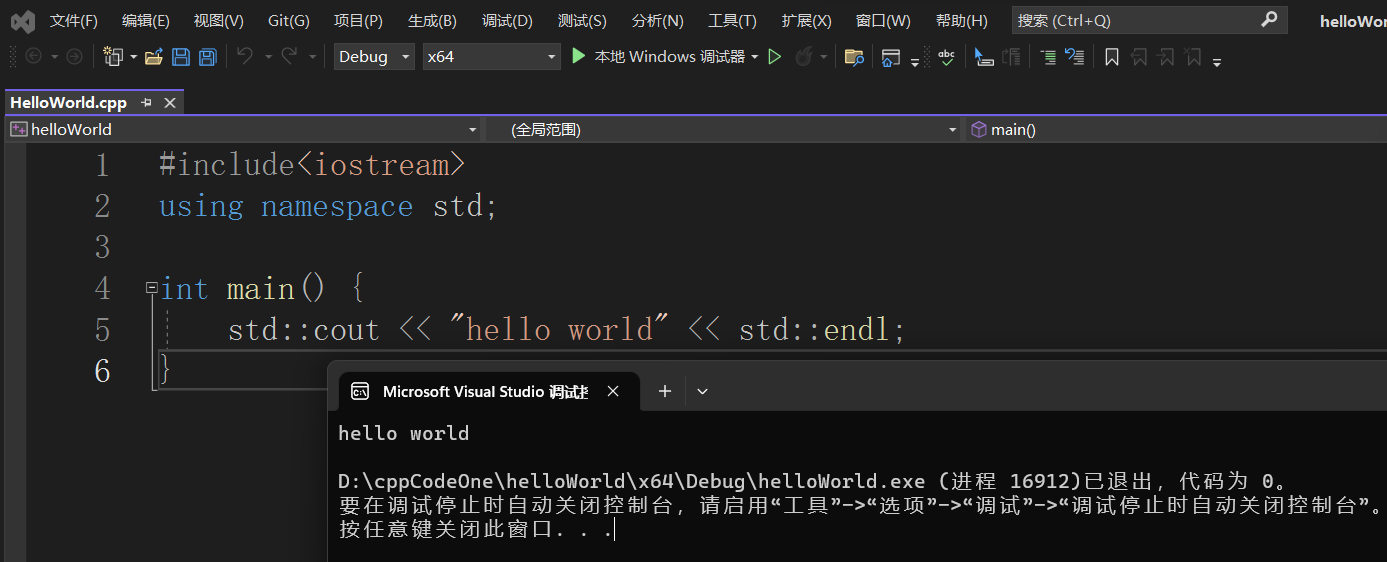 文件(F) 编辑(E) 视图(V) Git(G) 项目(P) 生成(B) 调试(D) 测试(S) 分析(N) 工具(T) 扩展(X) 窗口(W) 帮助(H) 搜索 (Ctrl+Q) helloWor
Debug x64 本地 Windows 调试器 abc
HelloWorld.cpp
helloWorld (全局范围) main()
1 #include<iostream>
2 using namespace std;
3
4 int main() {
5 std::cout << "hello world" << std::endl;
6 }
Microsoft Visual Studio 调试
hello world
D:\cppCodeOne\helloWorld\x64\Debug\helloWorld.exe (进程 16912)已退出，代码为 0。
要在调试停止时自动关闭控制台，请启用“工具”->“选项”->“调试”->“调试停止时自动关闭控制台”。
按任意键关闭此窗口. . .